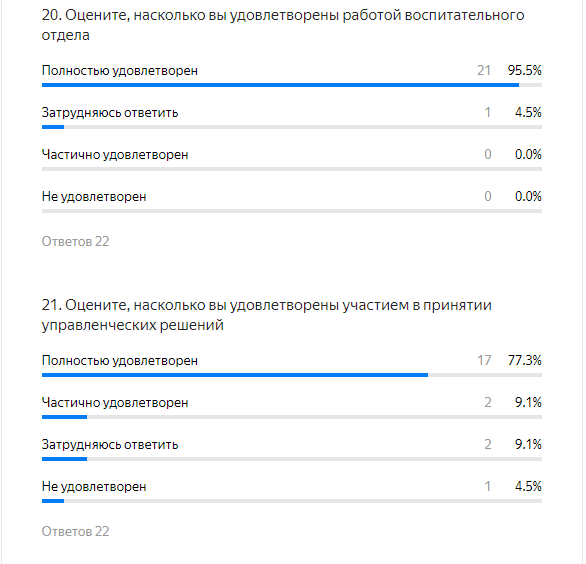 20. Оцените, насколько вы удовлетворены работой воспитательного
отдела
Полностью удовлетворен 21 95.5%
Затрудняюсь ответить 1 4.5%
Частично удовлетворен 0 0.0%
Не удовлетворен 0 0.0%
Ответов 22
21. Оцените, насколько вы удовлетворены участием в принятии
управленческих решений
Полностью удовлетворен 17 77.3%
Частично удовлетворен 2 9.1%
Затрудняюсь ответить 2 9.1%
Не удовлетворен 1 4.5%
Ответов 22